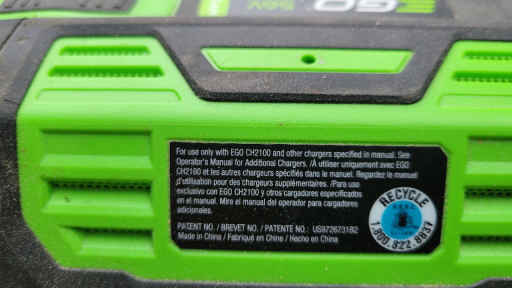 EGO
56V
For use only with EGO CH2100 and other chargers specified in manual. See
Operator's Manual for Additional Chargers. /À utiliser uniquement avec EGO
CH2100 et les autres chargeurs spécifiés dans le manuel. Regardez le manuel
d'utilisation pour des chargeurs supplémentaires. /Para uso
exclusivo con EGO CH2100 y otros cargadores especificados
en el manual. Mira el manual del operador para cargadores
adicionales.
PATENT NO. / BREVET NO. / PATENTE NO.: US9726731B2
Made in China / Fabriqué en Chine / Hecho en China
RECYCLE
1.800.822.8837